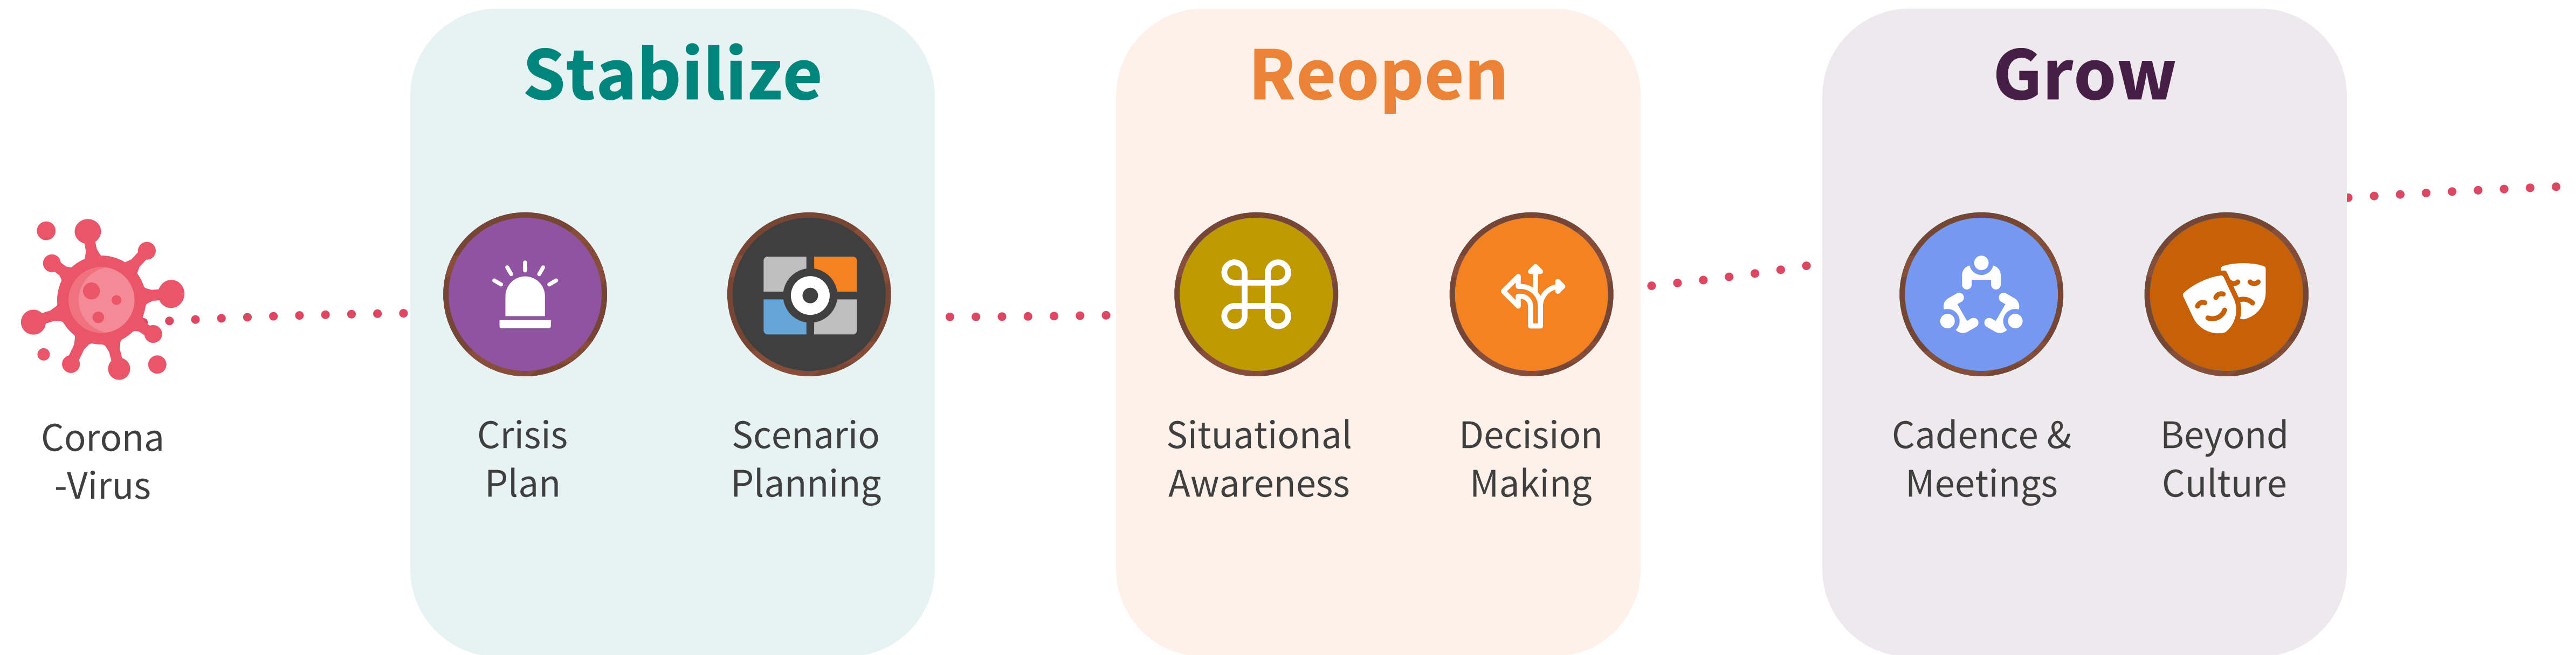 Stabilize
Reopen
Grow
Corona
-Virus
Crisis
Plan
Scenario
Planning
Situational
Awareness
Decision
Making
Cadence &
Meetings
Beyond
Culture